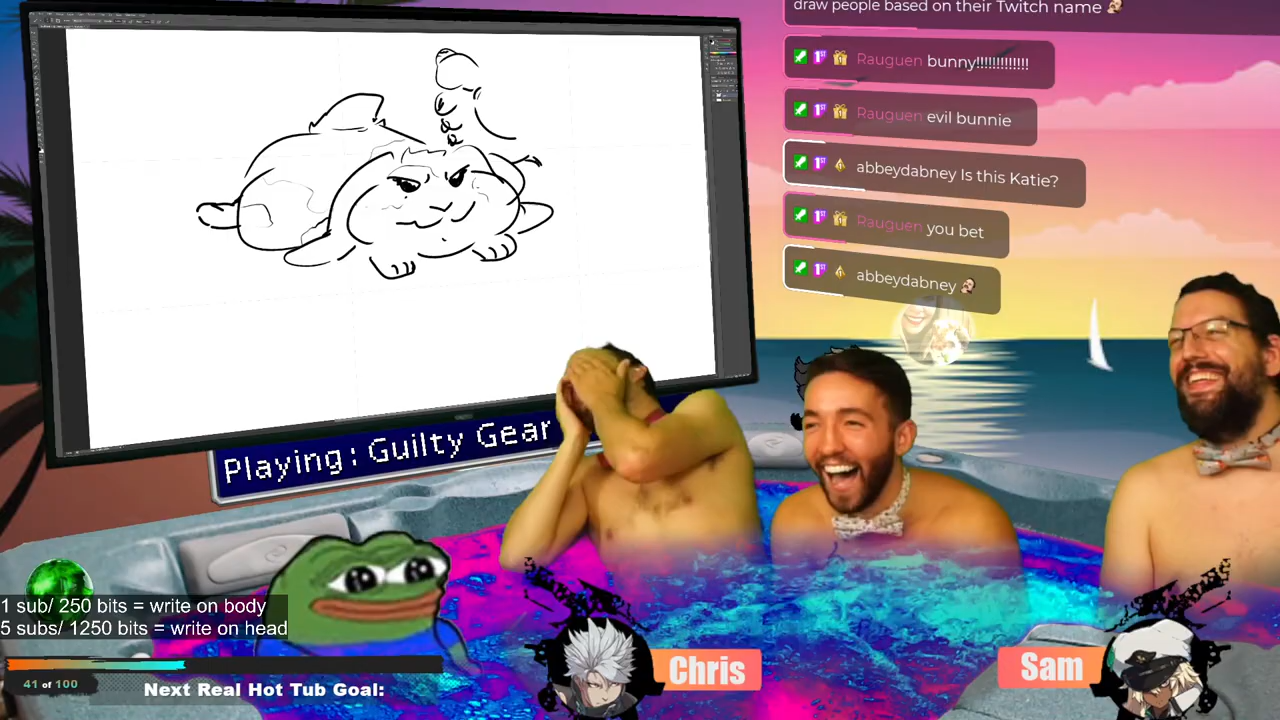 draw people based on their Twitch name
Rauguen bunny!!!!!!!!!!!!!
Rauguen evil bunnie
abbeydabney Is this Katie?
Rauguen you bet
abbeydabney
Playing: Guilty Gear
1 sub/ 250 bits = write on body
5 subs/ 1250 bits = write on head
41 of 100
Next Real Hot Tub Goal:
Chris
Sam